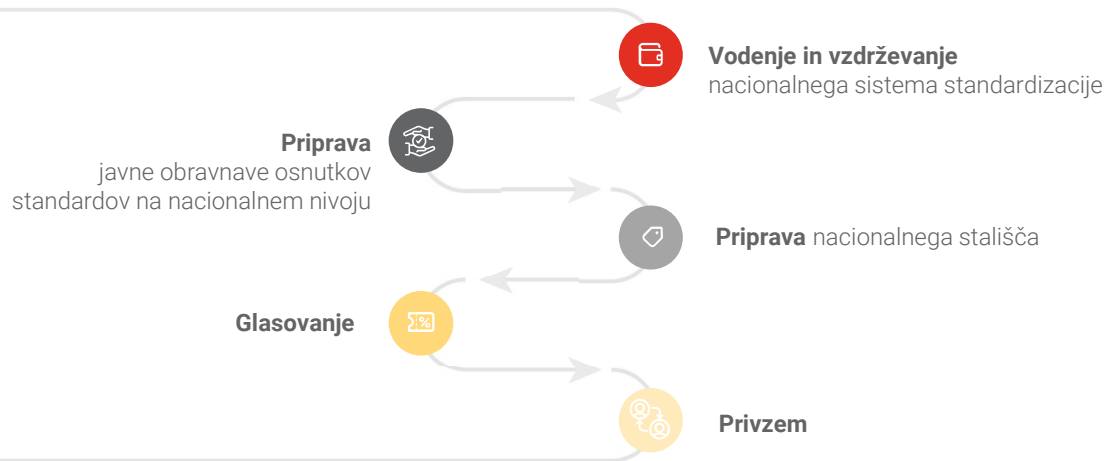 Vodenje in vzdrževanje
nacionalnega sistema standardizacije
Priprava
javne obravnave osnutkov
standardov na nacionalnem nivoju
Priprava nacionalnega stališča
%
Glasovanje
Privzem